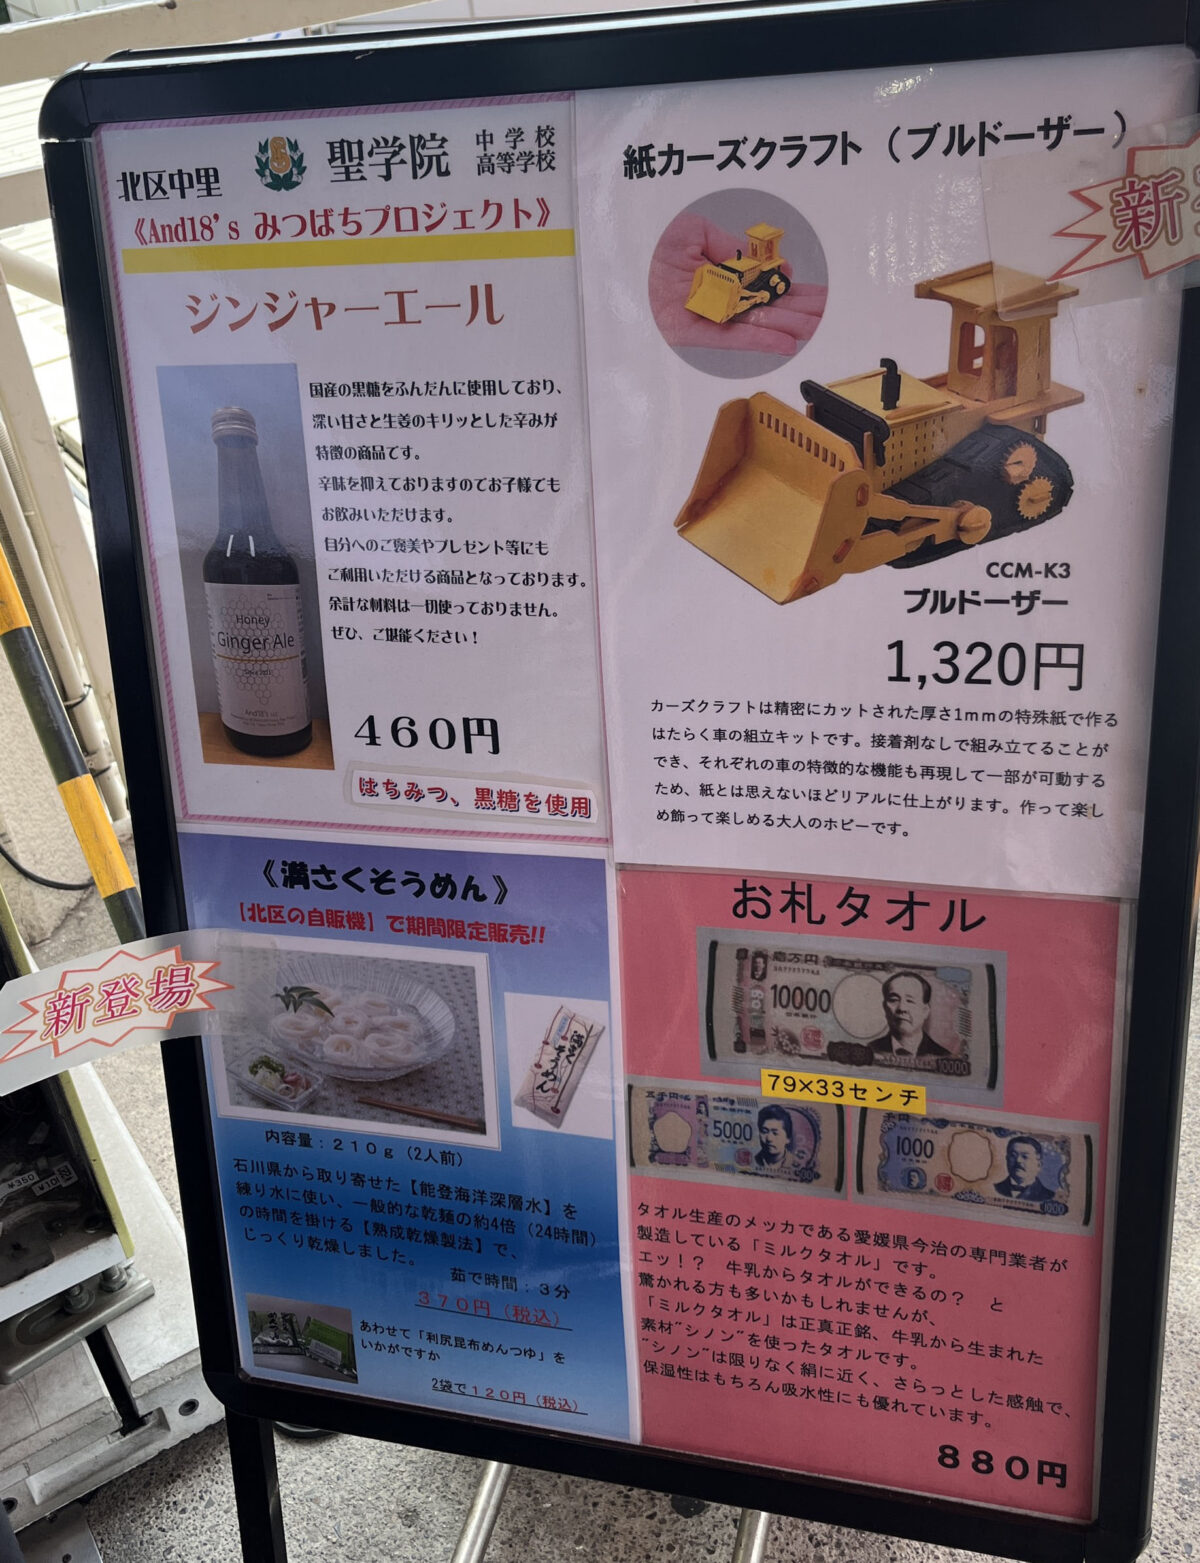 北区中里
聖学院
中学校
高等学校
《And18's みつばちプロジェクト》
ジンジャーエール
国産の黒糖をふんだんに使用しており、
深い甘さと生姜のキリッとした辛みが
特徴の商品です。
辛味を抑えておりますのでお子様でも
お飲みいただけます。
自分へのご褒美やプレゼント等にも
ご利用いただける商品となっております。
余計な材料は一切使っておりません。
ぜひ、ご堪能ください！
Honey
Ginger Ale
460円
はちみつ、黒糖を使用
紙カーズクラフト（ブルドーザー）
新
CCM-K3
ブルドーザー
1,320円
カーズクラフトは精密にカットされた厚さ1mmの特殊紙で作る
はたらく車の組立キットです。接着剤なしで組み立てることが
でき、それぞれの車の特徴的な機能も再現して一部が可動する
ため、紙とは思えないほどリアルに仕上がります。作って楽し
め飾って楽しめる大人のホビーです。
《満さくそうめん》
【北区の自販機】で期間限定販売!!
新登場
満さく
そうめん
内容量：210g（2人前）
石川県から取り寄せた【能登海洋深層水】を
練り水に使い、一般的な乾麺の約4倍（24時間）
の時間を掛ける【熟成乾燥製法】で、
じっくり乾燥しました。
茹で時間：3分
370円（税込）
あわせて「利尻昆布めんつゆ」を
いかがですか
2袋で120円（税込）
お札タオル
壱万円
10000
10000
79×33センチ
五千円
5000
1000
1000
タオル生産のメッカである愛媛県今治の専門業者が
製造している「ミルクタオル」です。
エッ！？　牛乳からタオルができるの？　と
驚かれる方も多いかもしれませんが、
「ミルクタオル」は正真正銘、牛乳から生まれた
素材"シノン"を使ったタオルです。
"シノン"は限りなく絹に近く、さらっとした感触で、
保湿性はもちろん吸水性にも優れています。
880円
¥350